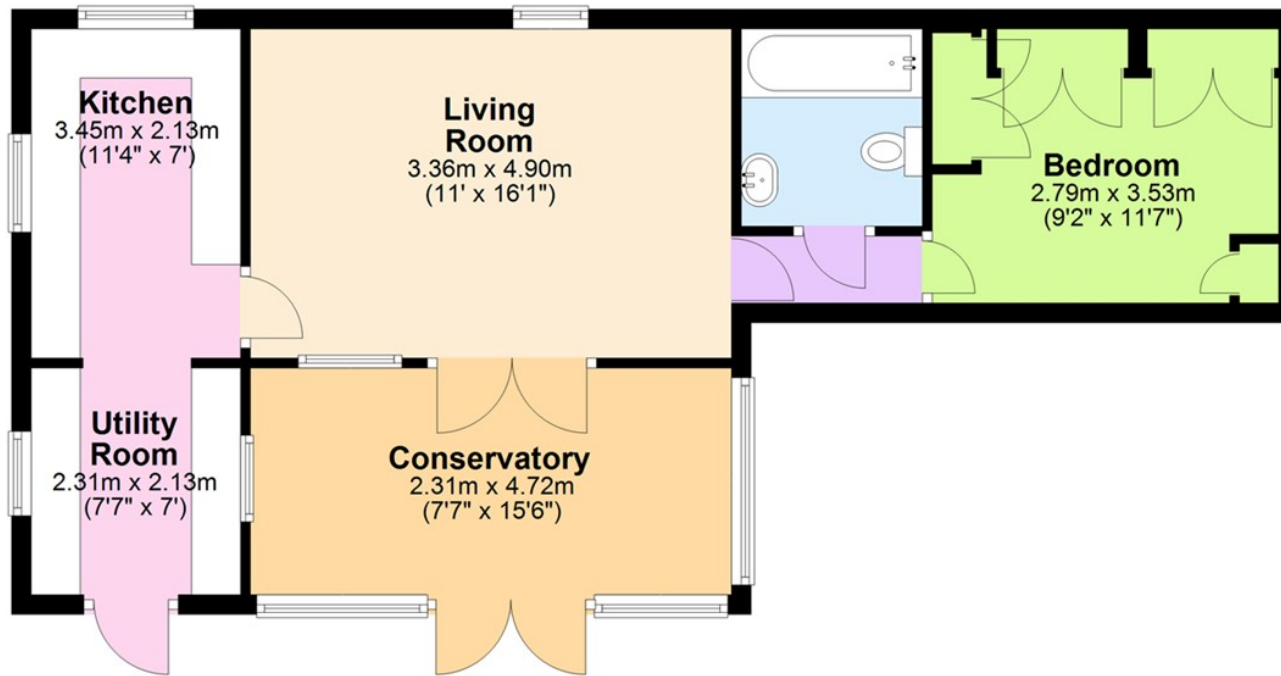 Kitchen
3.45m x 2.13m
(11'4" x 7')
Living
Room
3.36m x 4.90m
(11' x 16'1")
Bedroom
2.79m x 3.53m
(9'2" x 11'7")
Utility
Room
2.31m x 2.13m
(7'7" x 7')
Conservatory
2.31m x 4.72m
(7'7" x 15'6")